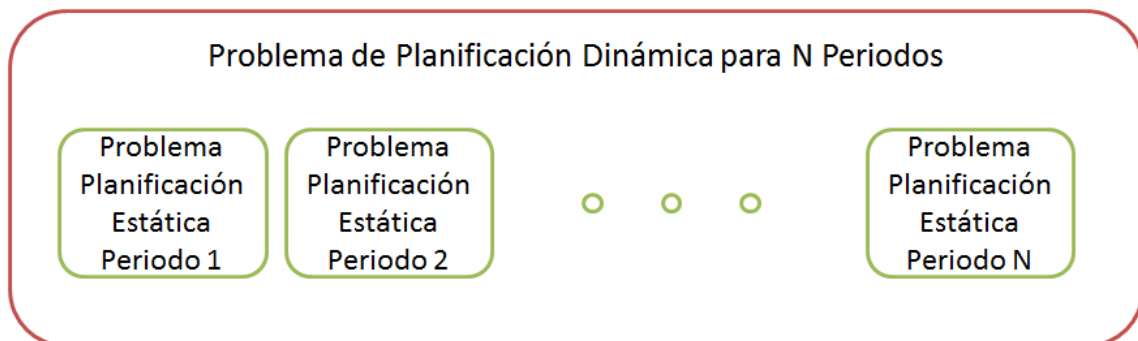 Problema de Planificación Dinámica para N Periodos
Problema
Planificación
Estática
Periodo 1
Problema
Planificación
Estática
Periodo 2
Problema
Planificación
Estática
Periodo N